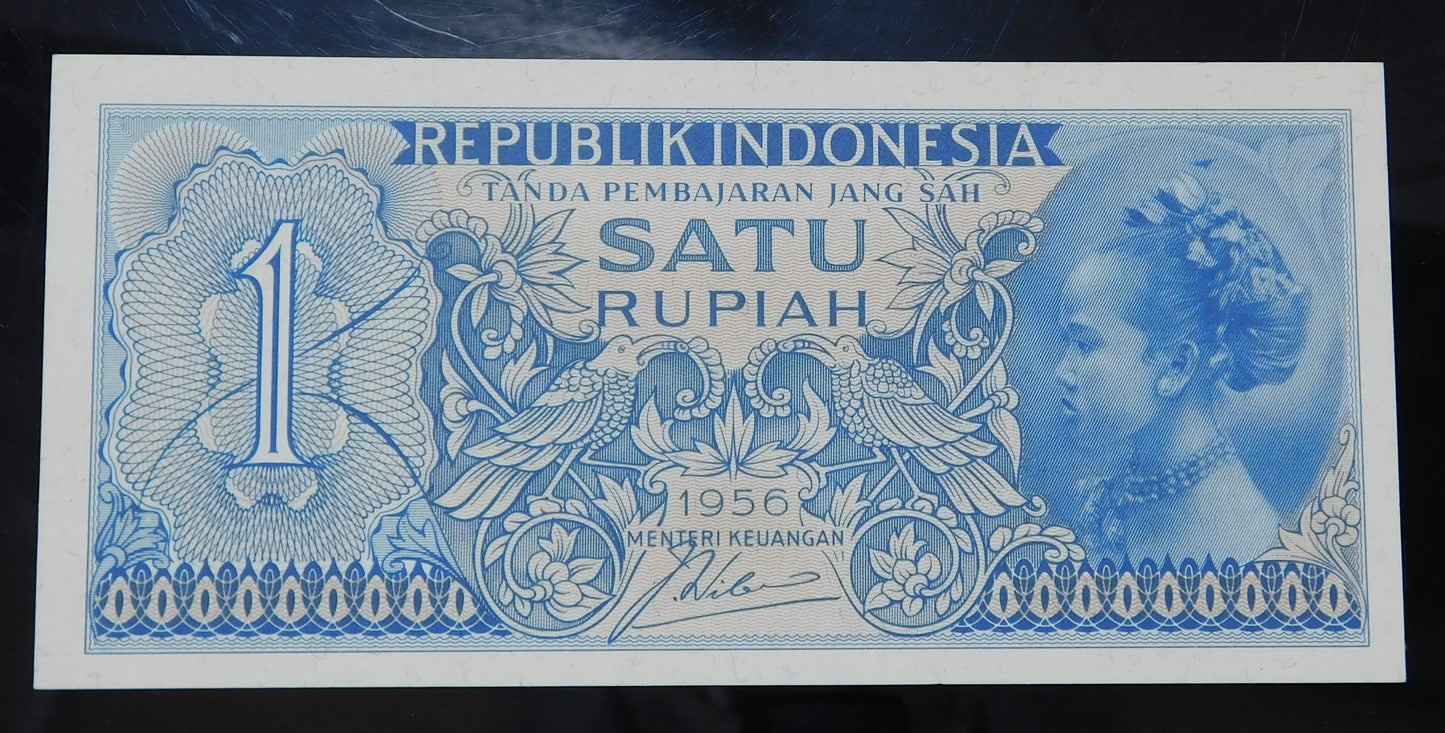 REPUBLIK INDONESIA
TANDA PEMBAJARAN JANG SAH
1
SATU
RUPIAH
1956
MENTERI KEUANGAN